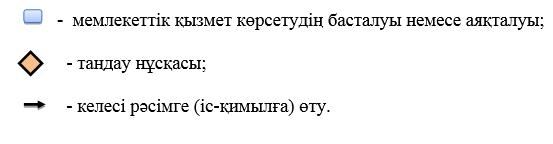 - мемлекеттік қызмет көрсетудің басталуы немесе аяқталуы;
- таңдау нұсқасы;
- келесі рәсімге (іс-қимылға) өту.